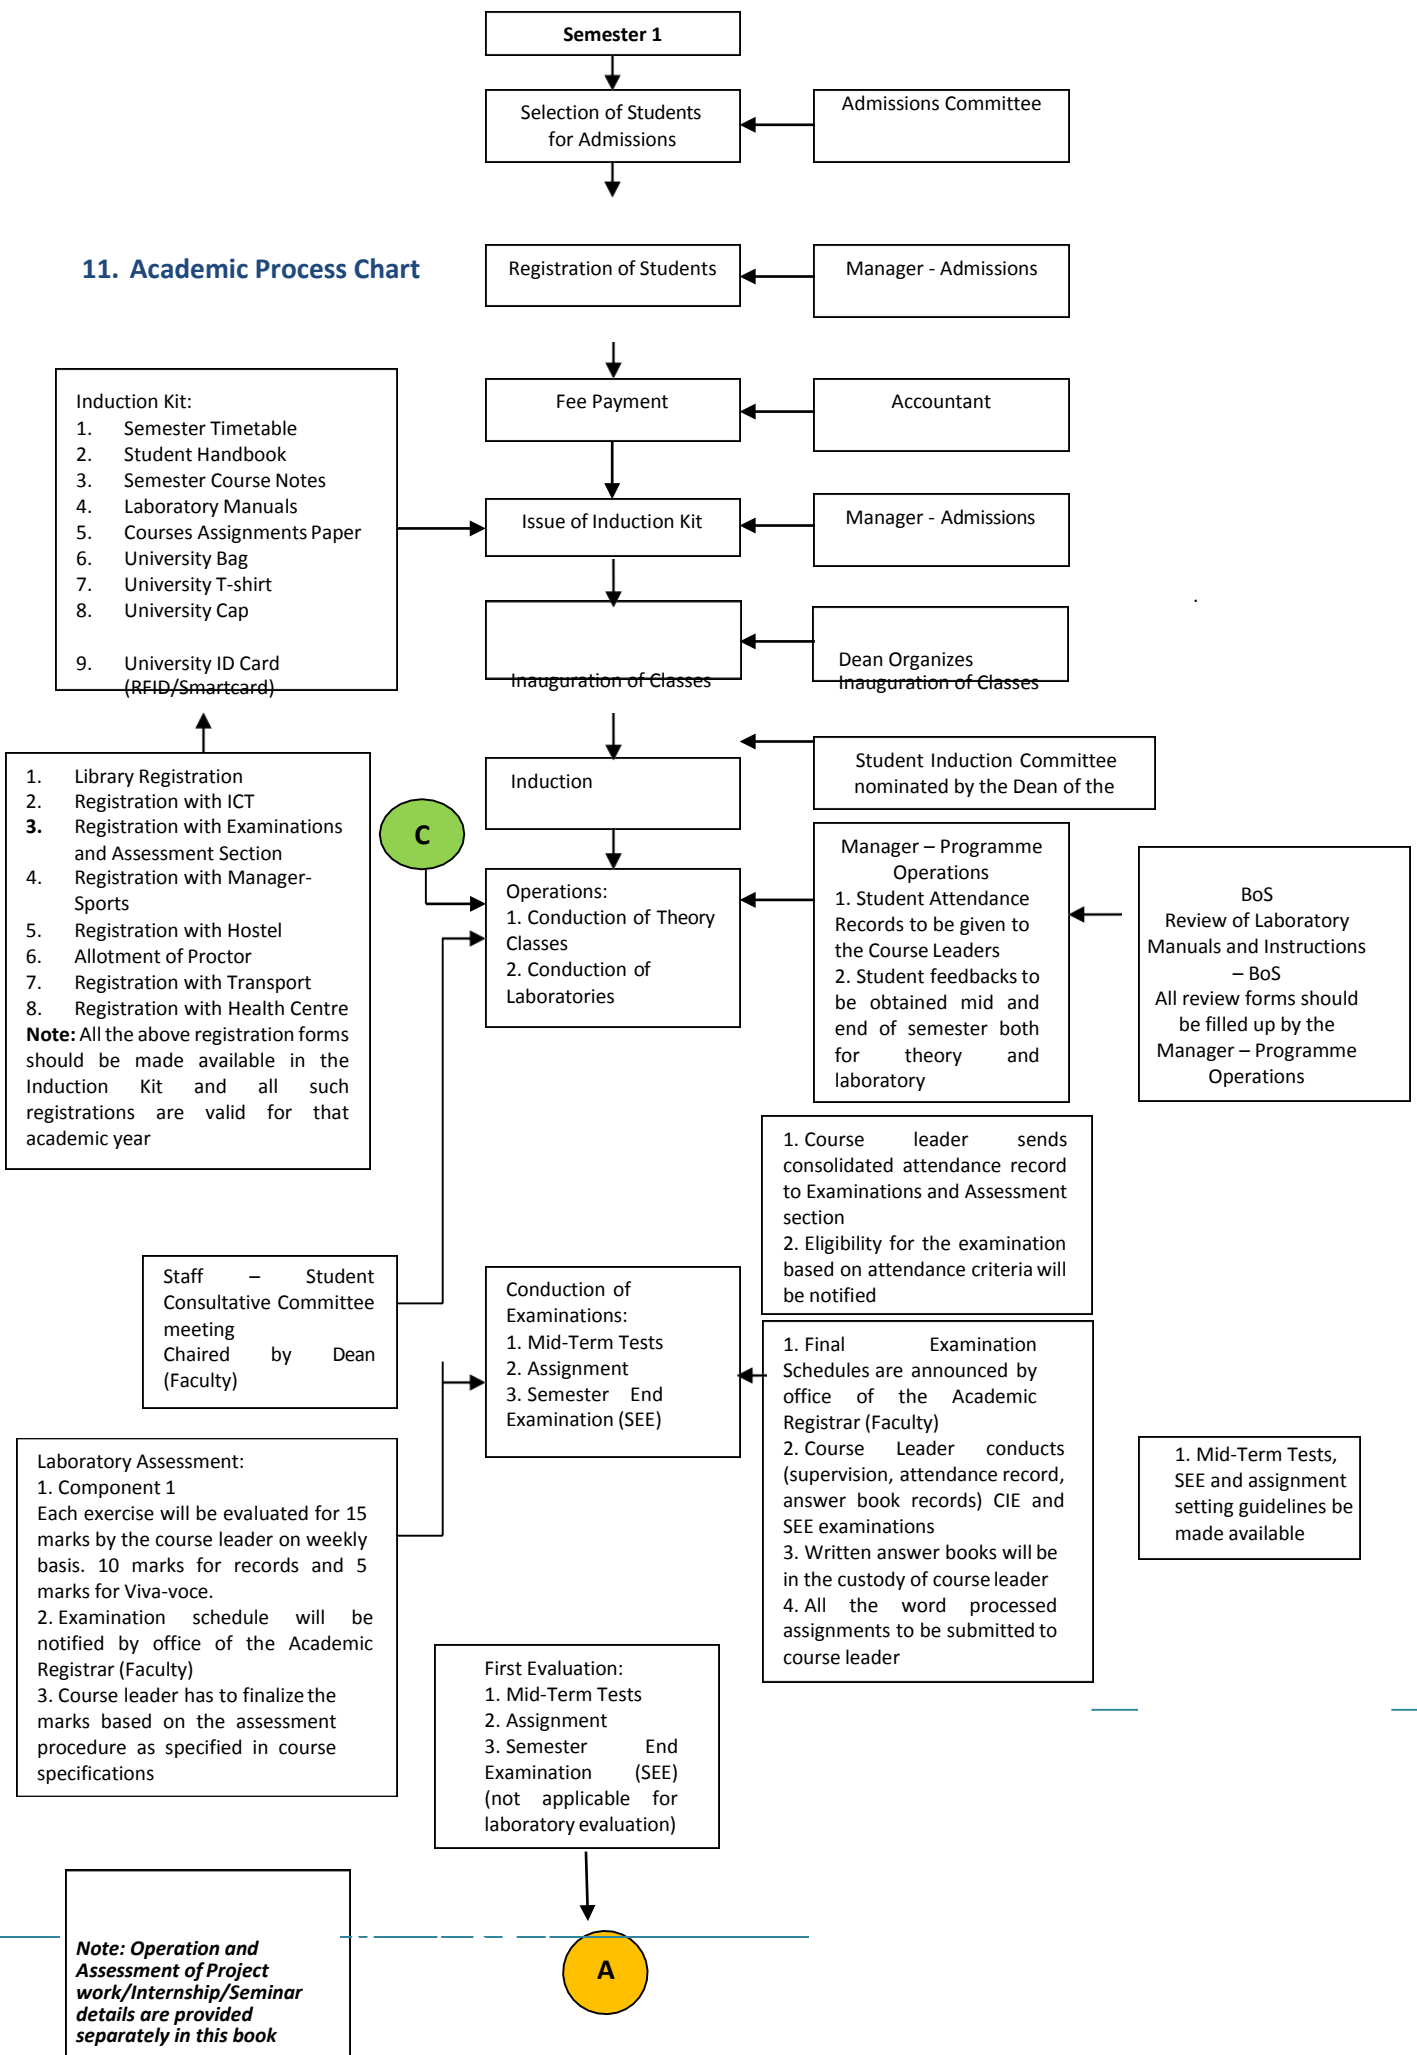 Semester 1
Selection of Students
for Admissions
Admissions Committee
11. Academic Process Chart
Registration of Students
Manager - Admissions
Fee Payment
Accountant
Induction Kit:
1. Semester Timetable
2. Student Handbook
3. Semester Course Notes
4. Laboratory Manuals
5. Courses Assignments Paper
6. University Bag
7. University T-shirt
8. University Cap
9. University ID Card
(RFID/Smartcard)
Issue of Induction Kit
Manager - Admissions
.
Inauguration of Classes
Dean Organizes
Inauguration of Classes
1. Library Registration
2. Registration with ICT
3. Registration with Examinations
and Assessment Section
4. Registration with Manager-
Sports
5. Registration with Hostel
6. Allotment of Proctor
7. Registration with Transport
8. Registration with Health Centre
Note: All the above registration forms
should be made available in the
Induction Kit and all such
registrations are valid for that
academic year
Induction
Student Induction Committee
nominated by the Dean of the
C
Operations:
1. Conduction of Theory
Classes
2. Conduction of
Laboratories
Manager – Programme
Operations
1. Student Attendance
Records to be given to
the Course Leaders
2. Student feedbacks to
be obtained mid and
end of semester both
for theory and
laboratory
BoS
Review of Laboratory
Manuals and Instructions
– BoS
All review forms should
be filled up by the
Manager – Programme
Operations
1. Course leader sends
consolidated attendance record
to Examinations and Assessment
section
2. Eligibility for the examination
based on attendance criteria will
be notified
Staff – Student
Consultative Committee
meeting
Chaired by Dean
(Faculty)
Conduction of
Examinations:
1. Mid-Term Tests
2. Assignment
3. Semester End
Examination (SEE)
1. Final Examination
Schedules are announced by
office of the Academic
Registrar (Faculty)
2. Course Leader conducts
(supervision, attendance record,
answer book records) CIE and
SEE examinations
3. Written answer books will be
in the custody of course leader
4. All the word processed
assignments to be submitted to
course leader
1. Mid-Term Tests,
SEE and assignment
setting guidelines be
made available
Laboratory Assessment:
1. Component 1
Each exercise will be evaluated for 15
marks by the course leader on weekly
basis. 10 marks for records and 5
marks for Viva-voce.
2. Examination schedule will be
notified by office of the Academic
Registrar (Faculty)
3. Course leader has to finalize the
marks based on the assessment
procedure as specified in course
specifications
First Evaluation:
1. Mid-Term Tests
2. Assignment
3. Semester End
Examination (SEE)
(not applicable for
laboratory evaluation)
A
Note: Operation and
Assessment of Project
work/Internship/Seminar
details are provided
separately in this book